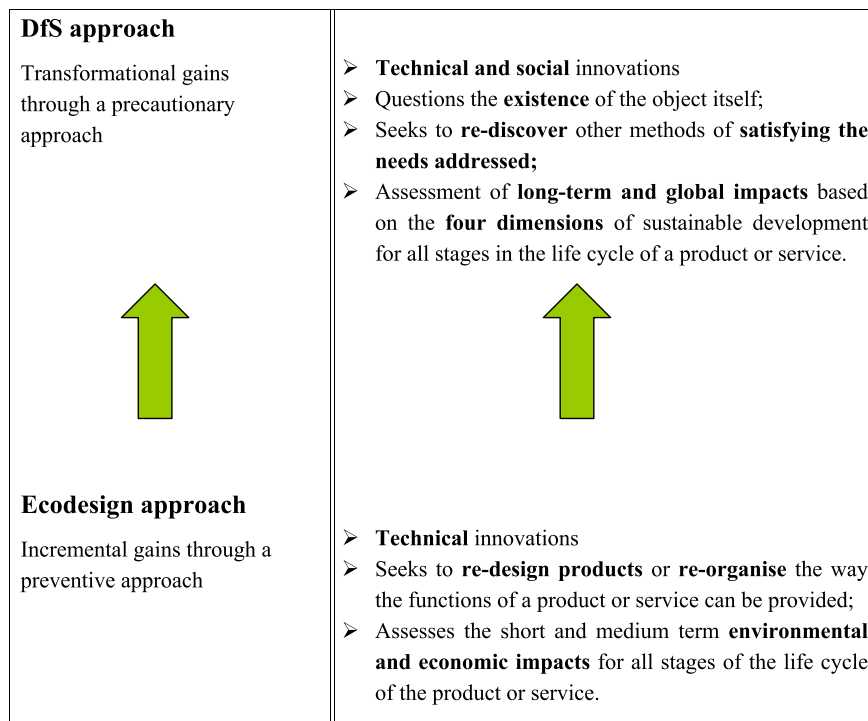 DfS approach
Transformational gains
through a precautionary
approach
➢ Technical and social innovations
➢ Questions the existence of the object itself;
➢ Seeks to re-discover other methods of satisfying the
needs addressed;
➢ Assessment of long-term and global impacts based
on the four dimensions of sustainable development
for all stages in the life cycle of a product or service.
Ecodesign approach
Incremental gains through a
preventive approach
➢ Technical innovations
➢ Seeks to re-design products or re-organise the way
the functions of a product or service can be provided;
➢ Assesses the short and medium term environmental
and economic impacts for all stages of the life cycle
of the product or service.